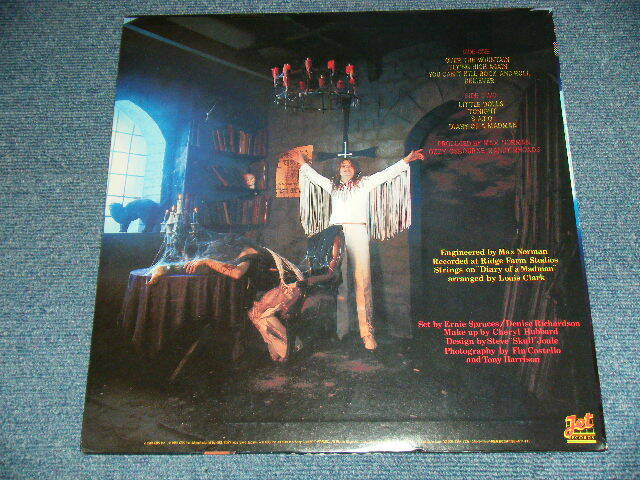 SIDE ONE
OVER THE MOUNTAIN
FLYING HIGH AGAIN
YOU CAN'T KILL ROCK AND ROLL
BELIEVER
SIDE TWO
LITTLE DOLLS
TONIGHT
S.A.T.O.
DIARY OF A MADMAN
PRODUCED BY MAX NORMAN
OZZY OSBOURNE RANDY RHOADS
Engineered by Max Norman
Recorded at Ridge Farm Studios
Strings on "Diary of a Madman"
arranged by Louis Clark
Set by Ernie Spruces/Denise Richardson
Make up by Cheryl Hubbard
Design by Steve "Skull" Joule
Photography by Fin Costello
and Tony Harrison
Jet
RECORDS